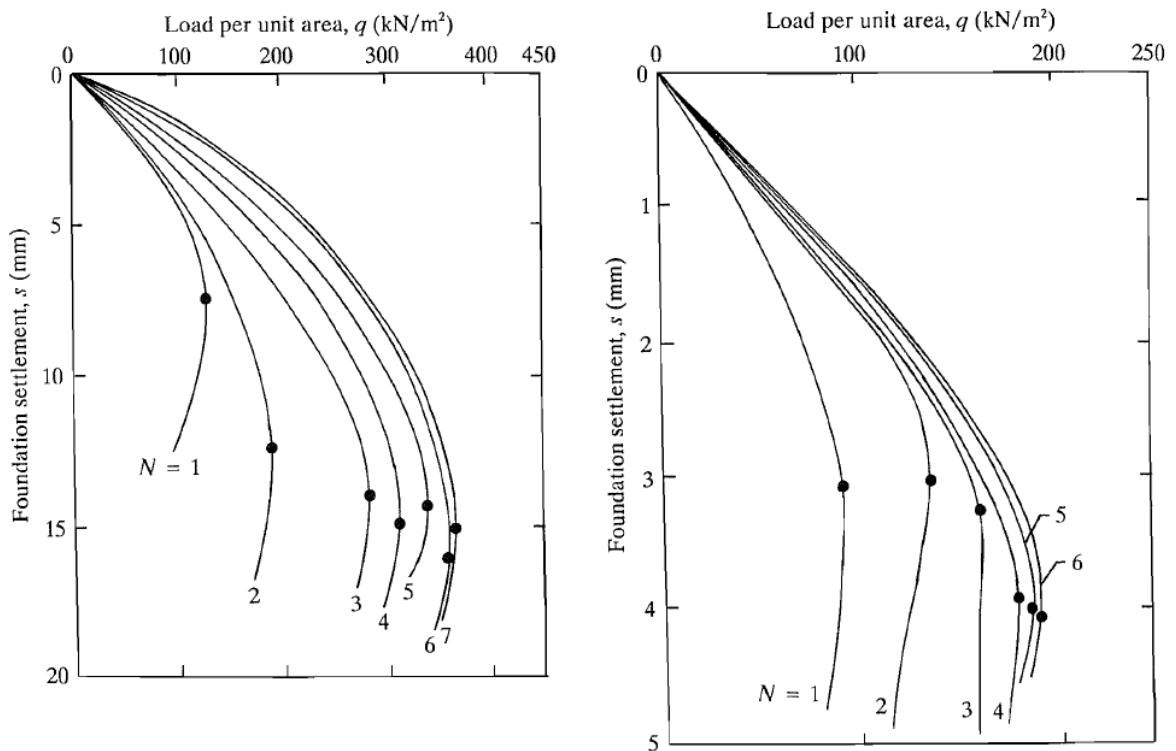 Load per unit area, q (kN/m²)
0 100 200 300 400 450
0
5
10
15
20
Foundation settlement, s (mm)
N = 1
2
3
4
5
6
7
Load per unit area, q (kN/m²)
0 100 200 250
0
1
2
3
4
5
Foundation settlement, s (mm)
5
6
N = 1
2
3
4